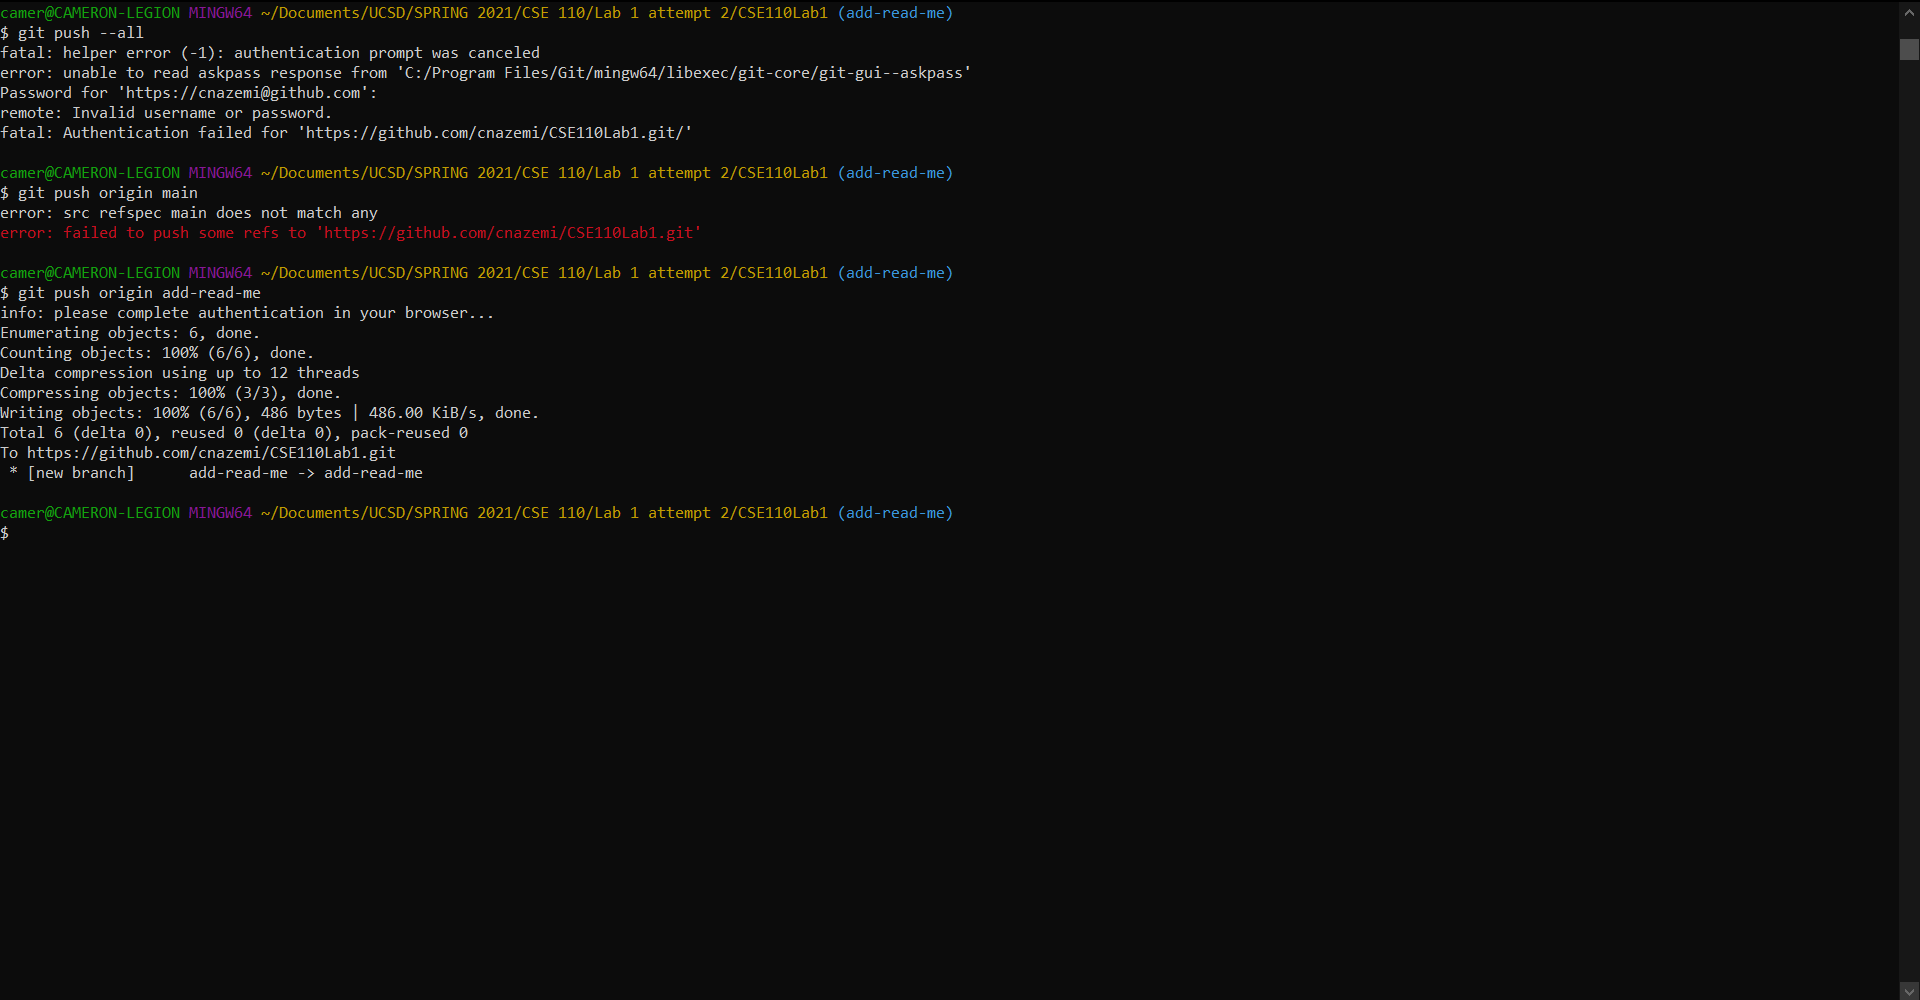 camer@CAMERON-LEGION MINGW64 ~/Documents/UCSD/SPRING 2021/CSE 110/Lab 1 attempt 2/CSE110Lab1 (add-read-me)
$ git push --all
fatal: helper error (-1): authentication prompt was canceled
error: unable to read askpass response from 'C:/Program Files/Git/mingw64/libexec/git-core/git-gui--askpass'
Password for 'https://cnazemi@github.com':
remote: Invalid username or password.
fatal: Authentication failed for 'https://github.com/cnazemi/CSE110Lab1.git/'

camer@CAMERON-LEGION MINGW64 ~/Documents/UCSD/SPRING 2021/CSE 110/Lab 1 attempt 2/CSE110Lab1 (add-read-me)
$ git push origin main
error: src refspec main does not match any
error: failed to push some refs to 'https://github.com/cnazemi/CSE110Lab1.git'

camer@CAMERON-LEGION MINGW64 ~/Documents/UCSD/SPRING 2021/CSE 110/Lab 1 attempt 2/CSE110Lab1 (add-read-me)
$ git push origin add-read-me
info: please complete authentication in your browser...
Enumerating objects: 6, done.
Counting objects: 100% (6/6), done.
Delta compression using up to 12 threads
Compressing objects: 100% (3/3), done.
Writing objects: 100% (6/6), 486 bytes | 486.00 KiB/s, done.
Total 6 (delta 0), reused 0 (delta 0), pack-reused 0
To https://github.com/cnazemi/CSE110Lab1.git
 * [new branch]      add-read-me -> add-read-me

camer@CAMERON-LEGION MINGW64 ~/Documents/UCSD/SPRING 2021/CSE 110/Lab 1 attempt 2/CSE110Lab1 (add-read-me)
$